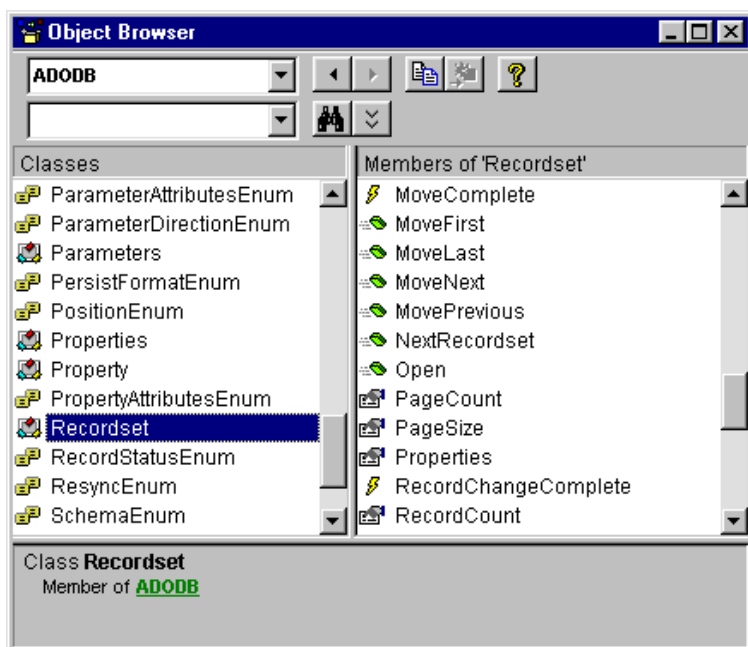 Object Browser
ADODB
Classes
Members of 'Recordset'
ParameterAttributesEnum
ParameterDirectionEnum
Parameters
PersistFormatEnum
PositionEnum
Properties
Property
PropertyAttributesEnum
Recordset
RecordStatusEnum
ResyncEnum
SchemaEnum
MoveComplete
MoveFirst
MoveLast
MoveNext
MovePrevious
NextRecordset
Open
PageCount
PageSize
Properties
RecordChangeComplete
RecordCount
Class Recordset
Member of ADODB